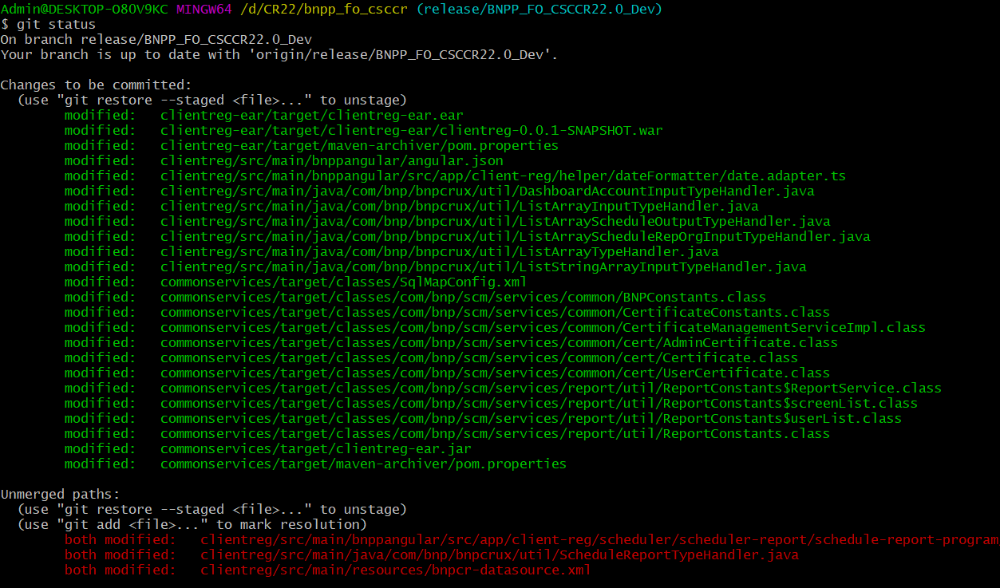 Admin@DESKTOP-O8OV9KC MINGW64 /d/CR22/bnpp_fo_csccr (release/BNPP_FO_CSCCR22.0_Dev)
$ git status
On branch release/BNPP_FO_CSCCR22.0_Dev
Your branch is up to date with 'origin/release/BNPP_FO_CSCCR22.0_Dev'.
Changes to be committed:
(use "git restore --staged <file>..." to unstage)
modified: clientreg-ear/target/clientreg-ear.ear
modified: clientreg-ear/target/clientreg-ear/clientreg-0.0.1-SNAPSHOT.war
modified: clientreg-ear/target/maven-archiver/pom.properties
modified: clientreg/src/main/bnppangular/angular.json
modified: clientreg/src/main/bnppangular/src/app/client-reg/helper/dateFormatter/date.adapter.ts
modified: clientreg/src/main/java/com/bnp/bnpcrux/util/DashboardAccountInputTypeHandler.java
modified: clientreg/src/main/java/com/bnp/bnpcrux/util/ListArrayInputTypeHandler.java
modified: clientreg/src/main/java/com/bnp/bnpcrux/util/ListArrayScheduleOutputTypeHandler.java
modified: clientreg/src/main/java/com/bnp/bnpcrux/util/ListArrayScheduleRepOrgInputTypeHandler.java
modified: clientreg/src/main/java/com/bnp/bnpcrux/util/ListArrayTypeHandler.java
modified: clientreg/src/main/java/com/bnp/bnpcrux/util/ListStringArrayInputTypeHandler.java
modified: commonservices/target/classes/SqlMapConfig.xml
modified: commonservices/target/classes/com/bnp/scm/services/common/BNPConstants.class
modified: commonservices/target/classes/com/bnp/scm/services/common/CertificateConstants.class
modified: commonservices/target/classes/com/bnp/scm/services/common/CertificateManagementServiceImpl.class
modified: commonservices/target/classes/com/bnp/scm/services/common/cert/AdminCertificate.class
modified: commonservices/target/classes/com/bnp/scm/services/common/cert/Certificate.class
modified: commonservices/target/classes/com/bnp/scm/services/common/cert/UserCertificate.class
modified: commonservices/target/classes/com/bnp/scm/services/report/util/ReportConstants$ReportService.class
modified: commonservices/target/classes/com/bnp/scm/services/report/util/ReportConstants$screenList.class
modified: commonservices/target/classes/com/bnp/scm/services/report/util/ReportConstants$userList.class
modified: commonservices/target/classes/com/bnp/scm/services/report/util/ReportConstants.class
modified: commonservices/target/clientreg-ear.jar
modified: commonservices/target/maven-archiver/pom.properties
Unmerged paths:
(use "git restore --staged <file>..." to unstage)
(use "git add <file>..." to mark resolution)
both modified: clientreg/src/main/bnppangular/src/app/client-reg/scheduler/scheduler-report/schedule-report-program
both modified: clientreg/src/main/java/com/bnp/bnpcrux/util/ScheduleReportTypeHandler.java
both modified: clientreg/src/main/resources/bnpcr-datasource.xml